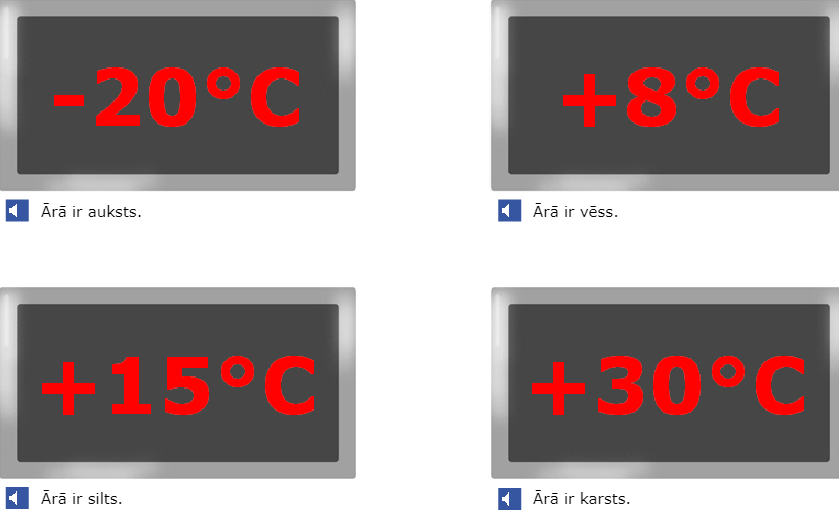 -20°C
+8°C
Ārā ir auksts.
Ārā ir vēss.
+15°C
+30°C
Ārā ir silts.
Ārā ir karsts.